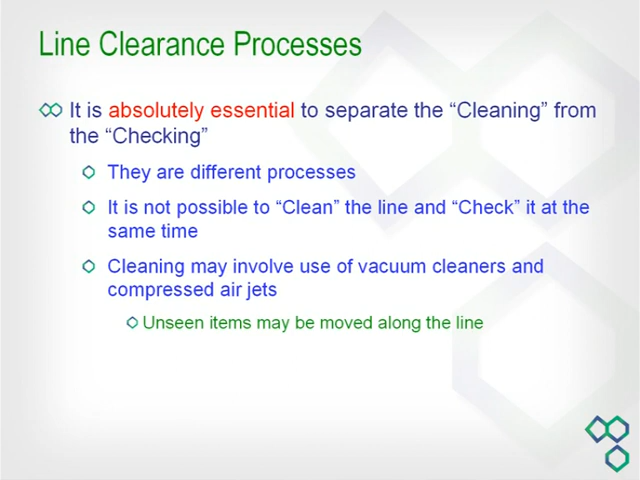 Line Clearance Processes
It is absolutely essential to separate the “Cleaning” from
the “Checking”
They are different processes
It is not possible to “Clean” the line and “Check” it at the
same time
Cleaning may involve use of vacuum cleaners and
compressed air jets
Unseen items may be moved along the line